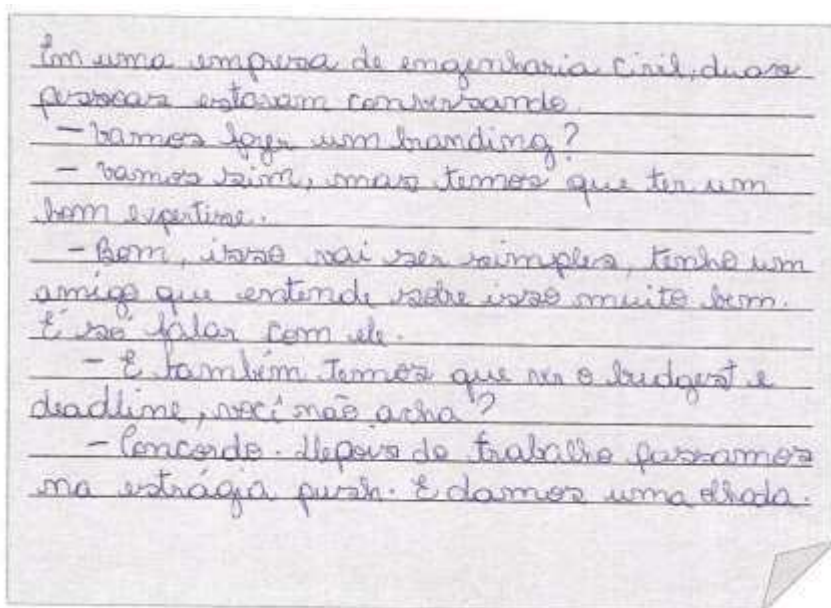 Em uma empresa de engenharia civil, duas
pessoas estavam conversando.
— Vamos fazer um branding?
— Vamos sim, mas temos que ter um
bom expertise.
— Bom, isso vai ser simples, tenho um
amigo que entende sobre isso muito bem.
É só falar com ele.
— E também temos que ver o budgest e
deadline, você não acha?
— Concordo. Depois do trabalho passamos
na estrágia push. E damos uma olhada.